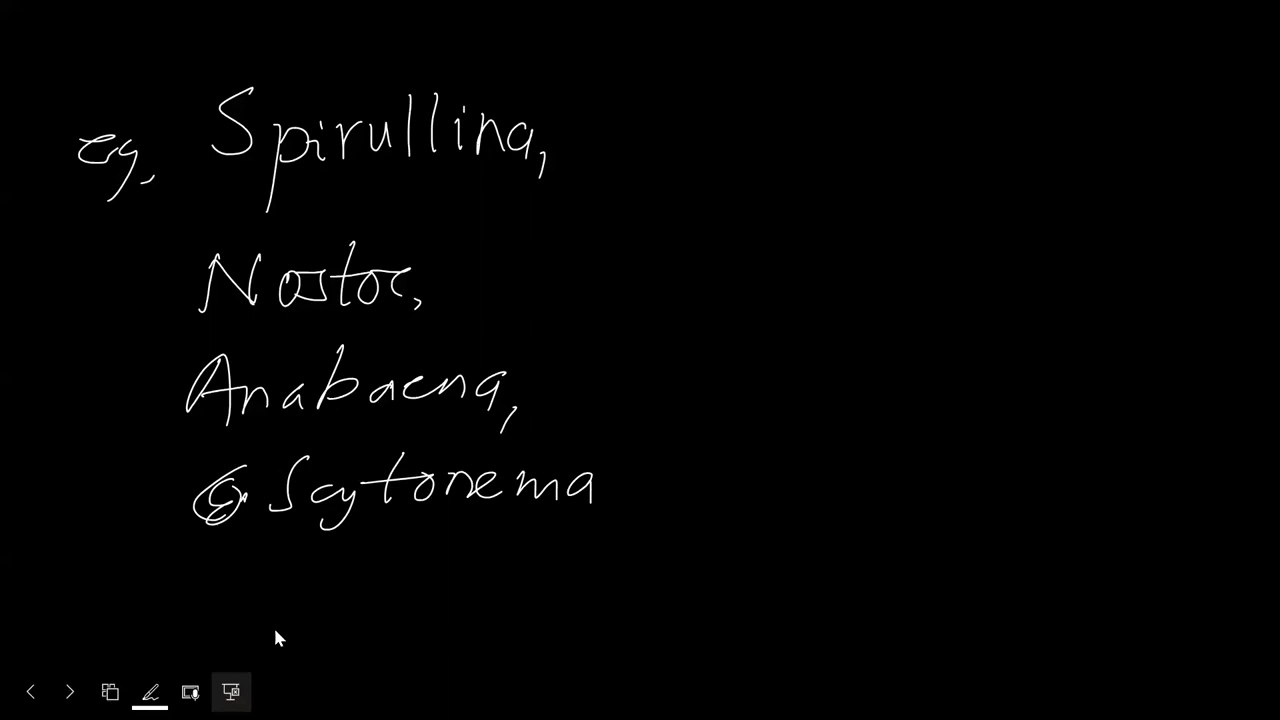 eg, Spirullina,
Nostoc,
Anabaena,
Scytonema